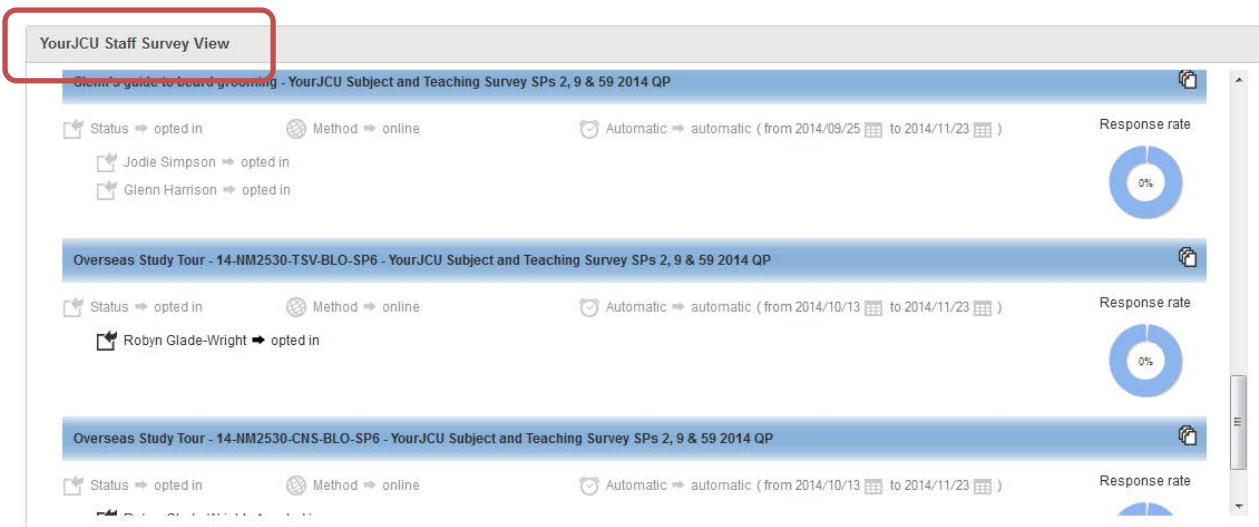 YourJCU Staff Survey View
Glenn's guide to beard grooming - YourJCU Subject and Teaching Survey SPs 2, 9 & 59 2014 QP
Status ➡ opted in Method ➡ online Automatic ➡ automatic ( from 2014/09/25 to 2014/11/23 ) Response rate
Jodie Simpson ➡ opted in
Glenn Harrison ➡ opted in
0%
Overseas Study Tour - 14-NM2530-TSV-BLO-SP6 - YourJCU Subject and Teaching Survey SPs 2, 9 & 59 2014 QP
Status ➡ opted in Method ➡ online Automatic ➡ automatic ( from 2014/10/13 to 2014/11/23 ) Response rate
Robyn Glade-Wright ➡ opted in
0%
Overseas Study Tour - 14-NM2530-CNS-BLO-SP6 - YourJCU Subject and Teaching Survey SPs 2, 9 & 59 2014 QP
Status ➡ opted in Method ➡ online Automatic ➡ automatic ( from 2014/10/13 to 2014/11/23 ) Response rate